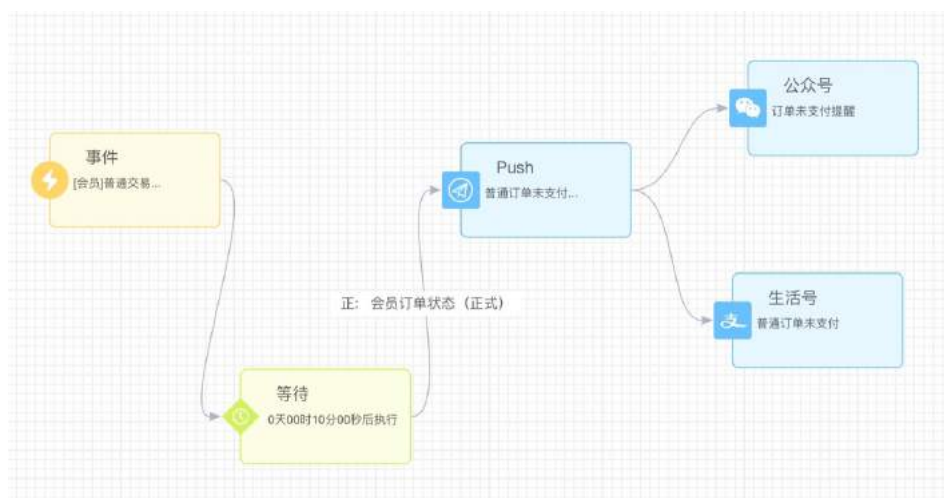 公众号
订单未支付提醒
事件
[会员]普通交易...
Push
普通订单未支付...
正: 会员订单状态（正式）
生活号
普通订单未支付
等待
0天00时10分00秒后执行